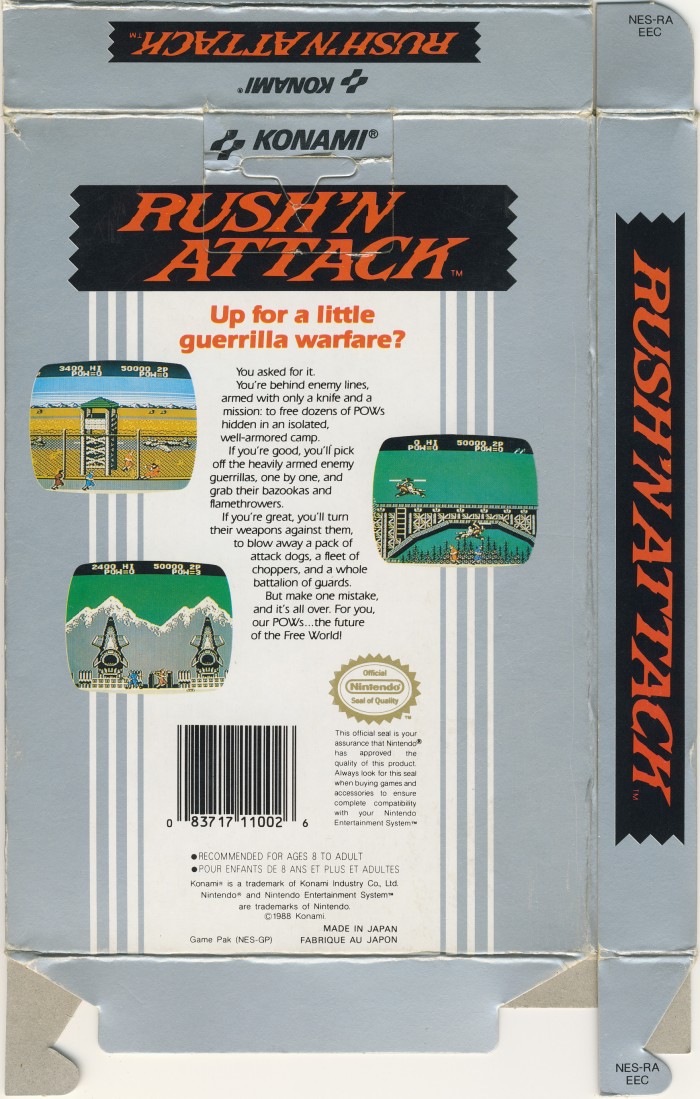 RUSH'N ATTACK™
KONAMI®
NES-RA
EEC
KONAMI®
RUSH'N
ATTACK™
Up for a little
guerrilla warfare?
You asked for it.
You're behind enemy lines,
armed with only a knife and a
mission: to free dozens of POWs
hidden in an isolated,
well-armored camp.
If you're good, you'll pick
off the heavily armed enemy
guerrillas, one by one, and
grab their bazookas and
flamethrowers.
If you're great, you'll turn
their weapons against them,
to blow away a pack of
attack dogs, a fleet of
choppers, and a whole
battalion of guards.
But make one mistake,
and it's all over. For you,
our POWs...the future
of the Free World!
3400 HI 50000 2P
POW=0 POW=0
0 HI 50000 2P
POW=0 POW=0
2400 HI 50000 2P
POW=0 POW=3
Official
Nintendo®
Seal of Quality
™
This official seal is your
assurance that Nintendo®
has approved the
quality of this product.
Always look for this seal
when buying games and
accessories to ensure
complete compatibility
with your Nintendo
Entertainment System™
0 83717 11002 6
●RECOMMENDED FOR AGES 8 TO ADULT
●POUR ENFANTS DE 8 ANS ET PLUS ET ADULTES
Konami® is a trademark of Konami Industry Co., Ltd.
Nintendo® and Nintendo Entertainment System™
are trademarks of Nintendo.
©1988 Konami.
MADE IN JAPAN
Game Pak (NES-GP) FABRIQUE AU JAPON
RUSH'N ATTACK™
NES-RA
EEC